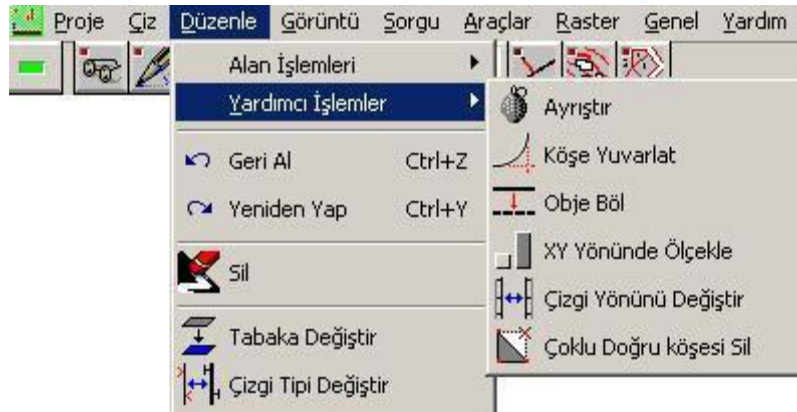 Proje Çiz Düzenle Görüntü Sorgu Araçlar Raster Genel Yardım
Alan İşlemleri
Yardımcı İşlemler
Geri Al Ctrl+Z
Yeniden Yap Ctrl+Y
Sil
Tabaka Değiştir
Çizgi Tipi Değiştir
Ayrıştır
Köşe Yuvarlat
Obje Böl
XY Yönünde Ölçekle
Çizgi Yönünü Değiştir
Çoklu Doğru köşesi Sil